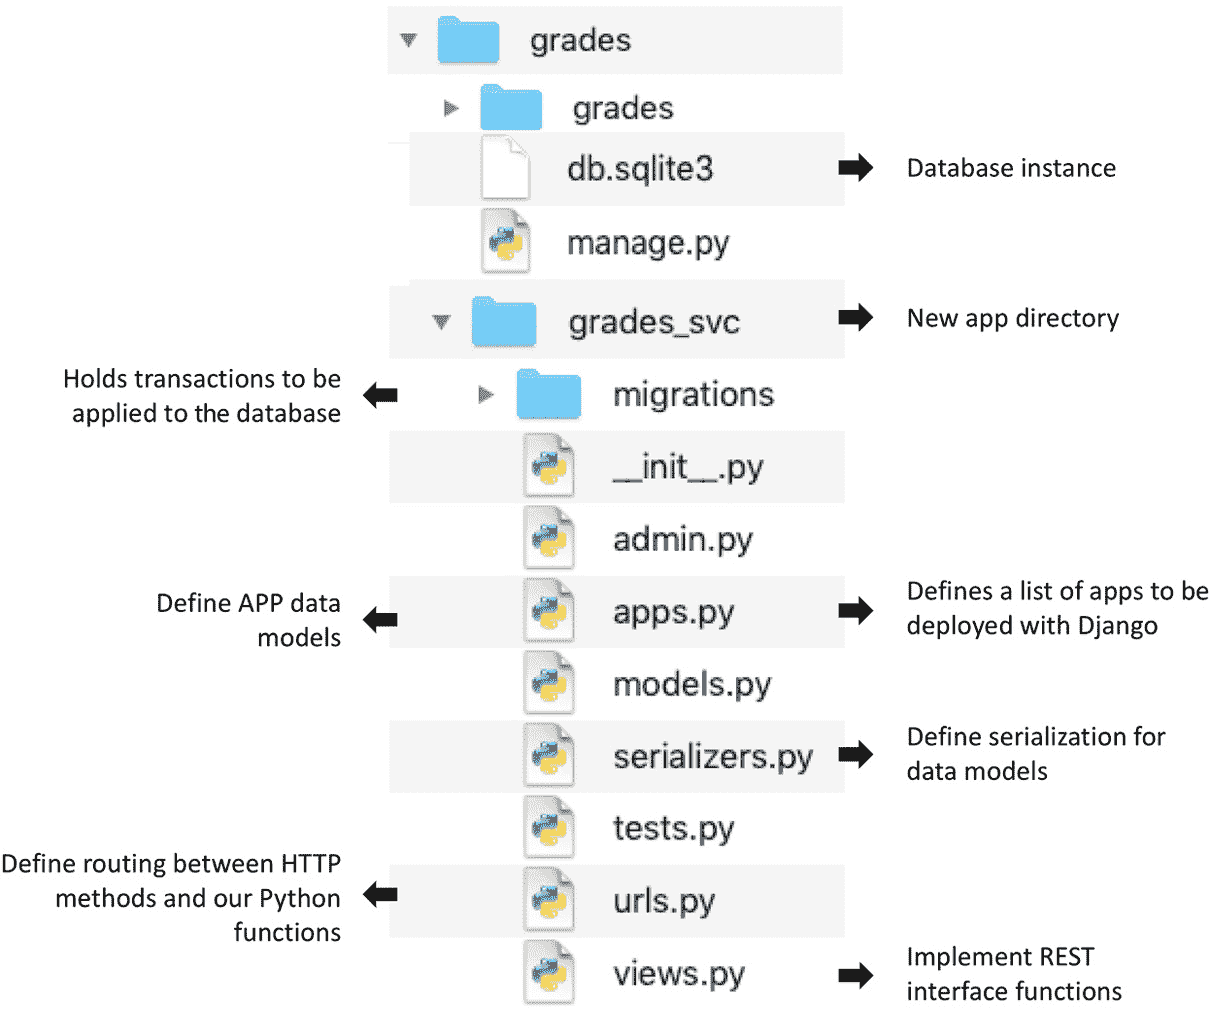 grades
grades
db.sqlite3
Database instance
manage.py
grades_svc
New app directory
Holds transactions to be
applied to the database
migrations
__init__.py
admin.py
Define APP data
models
apps.py
Defines a list of apps to be
deployed with Django
models.py
serializers.py
Define serialization for
data models
tests.py
Define routing between HTTP
methods and our Python
functions
urls.py
views.py
Implement REST
interface functions